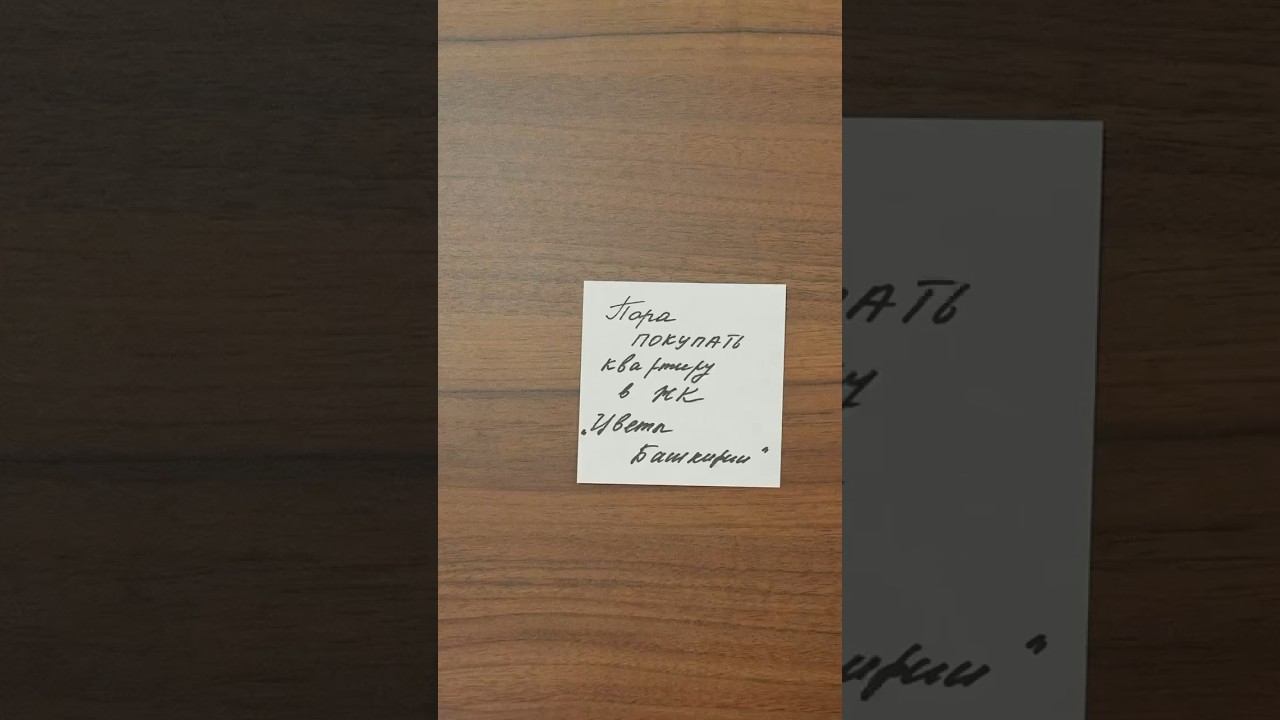 Пора
покупать
квартиру
в ЖК
„Цветы
Башкирии"